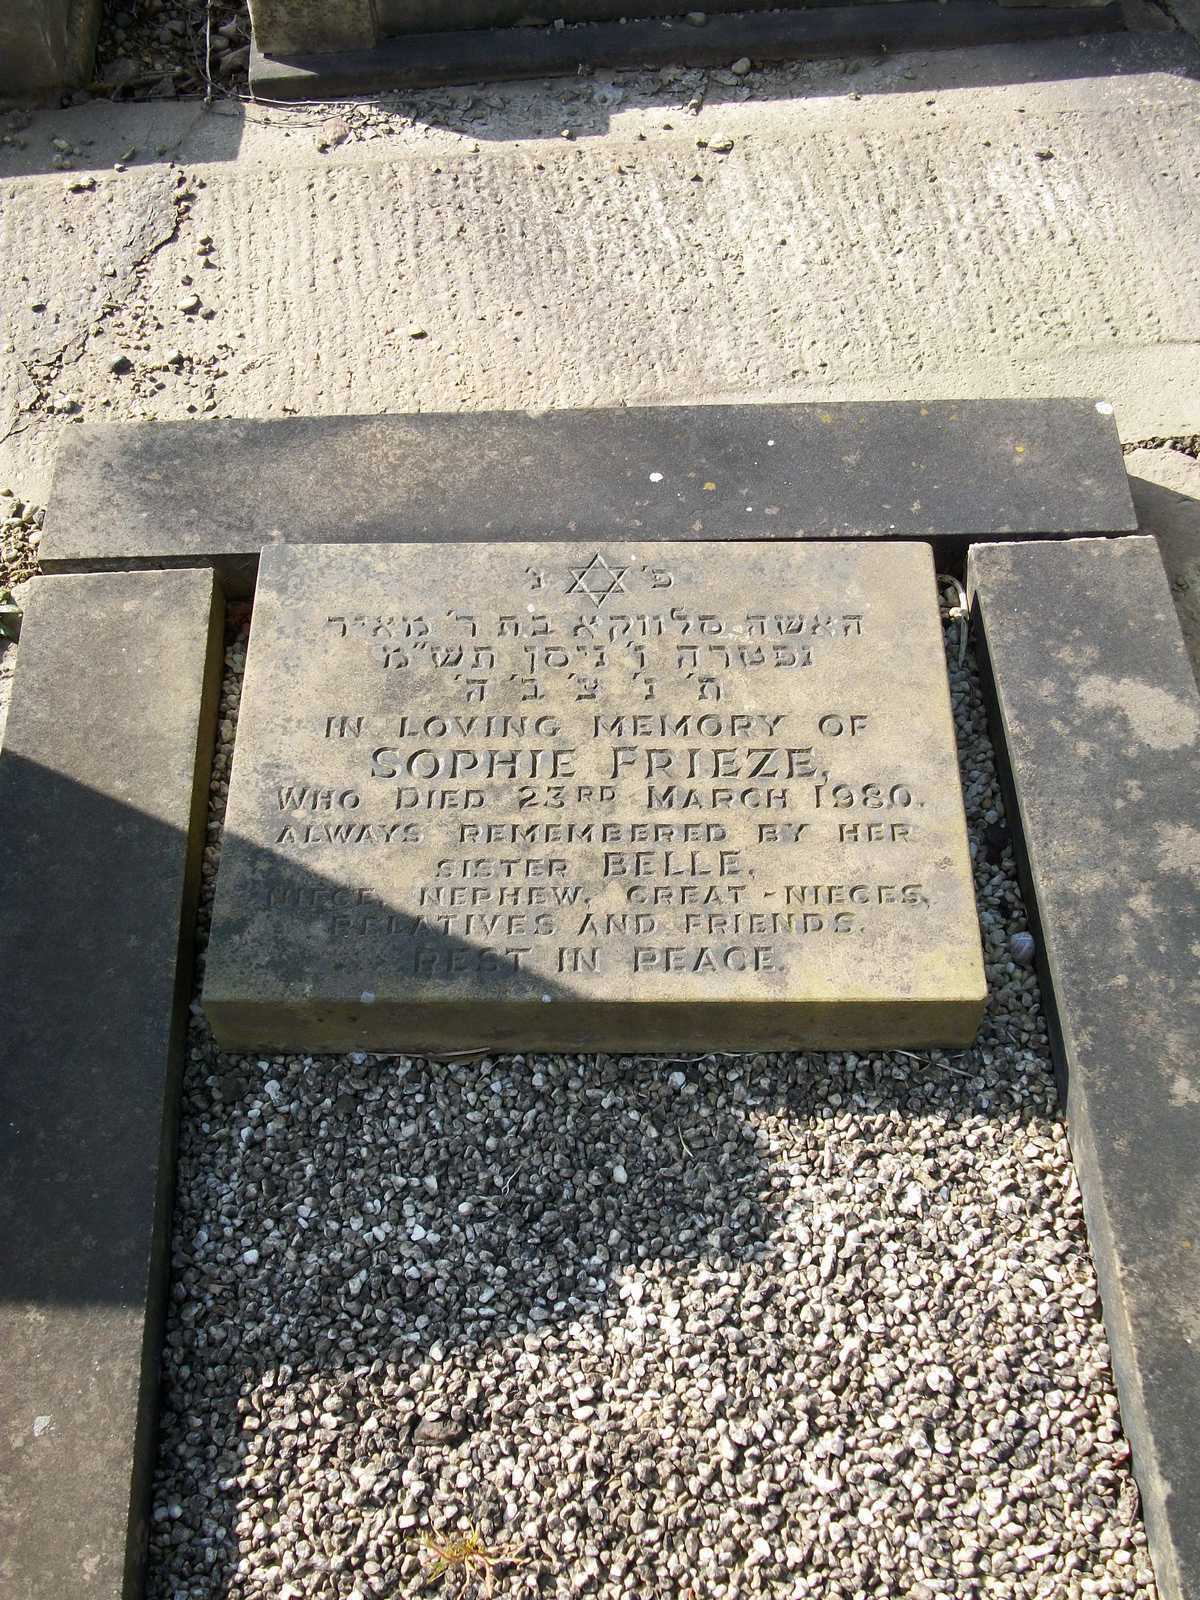 פ׳ נ׳
האשה סלווקא בת ר׳ מאיר
נפטרה ו׳ ניסן תש״מ
ת׳ נ׳ צ׳ ב׳ ה׳
IN LOVING MEMORY OF
SOPHIE FRIEZE,
WHO DIED 23RD MARCH 1980.
ALWAYS REMEMBERED BY HER
SISTER BELLE,
NIECE, NEPHEW, GREAT-NIECES,
RELATIVES AND FRIENDS.
REST IN PEACE.